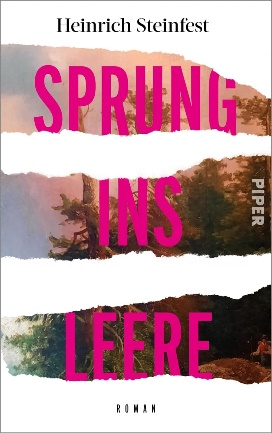 Heinrich Steinfest
SPRUNG
INS
PIPER
LEERE
ROMAN